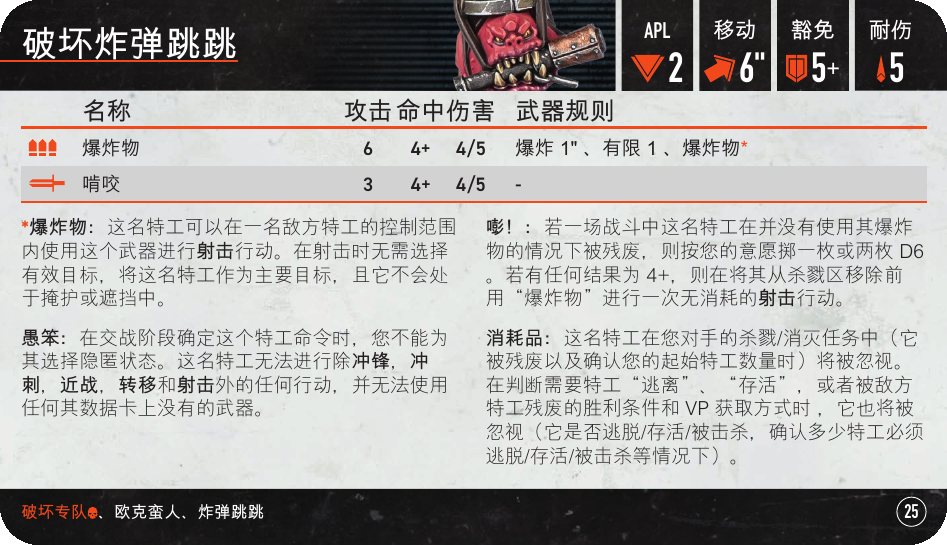 破坏炸弹跳跳
APL 移动 豁免 耐伤
2 6" 5+ 5
名称 攻击 命中 伤害 武器规则
爆炸物 6 4+ 4/5 爆炸 1" 、有限 1 、爆炸物*
啃咬 3 4+ 4/5 -
*爆炸物：这名特工可以在一名敌方特工的控制范围
内使用这个武器进行射击行动。在射击时无需选择
有效目标，将这名特工作为主要目标，且它不会处
于掩护或遮挡中。
愚笨：在交战阶段确定这个特工命令时，您不能为
其选择隐匿状态。这名特工无法进行除冲锋，冲
刺，近战，转移和射击外的任何行动，并无法使用
任何其数据卡上没有的武器。
嘭！：若一场战斗中这名特工在并没有使用其爆炸
物的情况下被残废，则按您的意愿掷一枚或两枚 D6
。若有任何结果为 4+，则在将其从杀戮区移除前
用“爆炸物”进行一次无消耗的射击行动。
消耗品：这名特工在您对手的杀戮/消灭任务中（它
被残废以及确认您的起始特工数量时）将被忽视。
在判断需要特工“逃离”、“存活”，或者被敌方
特工残废的胜利条件和 VP 获取方式时 ，它也将被
忽视（它是否逃脱/存活/被击杀，确认多少特工必须
逃脱/存活/被击杀等情况下）。
破坏专队、欧克蛮人、炸弹跳跳
25